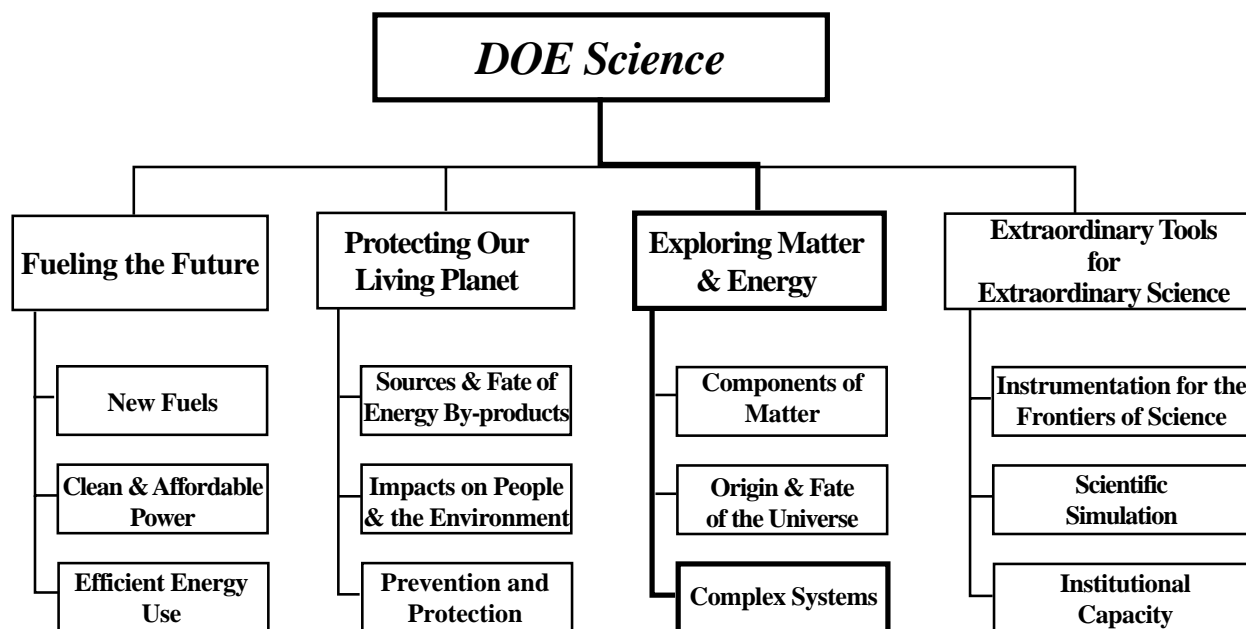 DOE Science
Fueling the Future
Protecting Our
Living Planet
Exploring Matter
& Energy
Extraordinary Tools
for
Extraordinary Science
New Fuels
Clean & Affordable
Power
Efficient Energy
Use
Sources & Fate of
Energy By-products
Impacts on People
& the Environment
Prevention and
Protection
Components of
Matter
Origin & Fate
of the Universe
Complex Systems
Instrumentation for the
Frontiers of Science
Scientific
Simulation
Institutional
Capacity